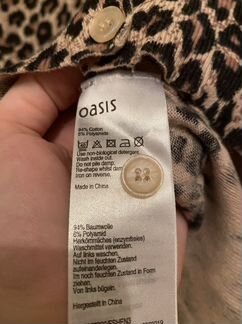 oasis
94% Cotton
6% Polyamide
Use non-biological detergent.
Wash inside out.
Do not pile damp.
Re-shape whilst damp
Iron on reverse.
Made in China
94% Baumwolle
6% Polyamid
Herkömmliches (enzymfreies)
Waschmittel verwenden.
Auf links waschen.
Nicht im feuchten Zustand
aufeinanderlegen.
Im noch feuchten Zustand in Form
ziehen.
Von links bügeln.
Hergestellt in China